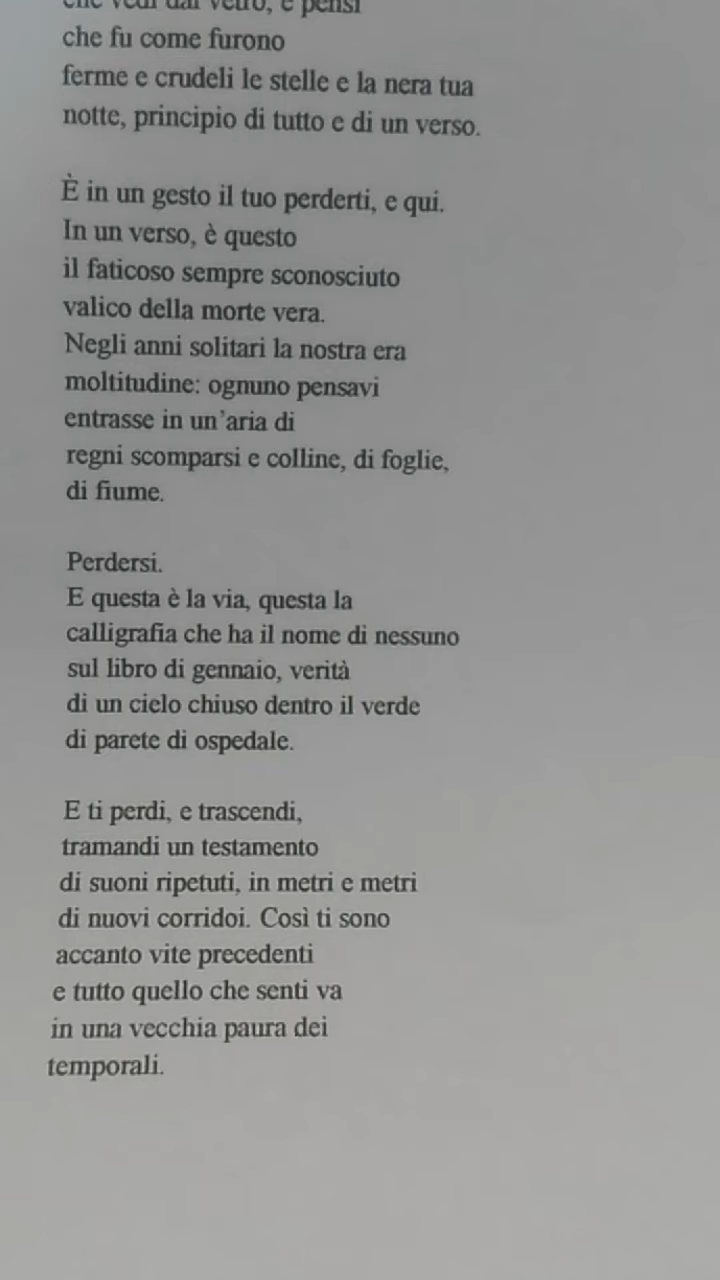 che vedi dal vetro, e pensi
che fu come furono
ferme e crudeli le stelle e la nera tua
notte, principio di tutto e di un verso.
È in un gesto il tuo perderti, e qui.
In un verso, è questo
il faticoso sempre sconosciuto
valico della morte vera.
Negli anni solitari la nostra era
moltitudine: ognuno pensavi
entrasse in un'aria di
regni scomparsi e colline, di foglie,
di fiume.
Perdersi.
E questa è la via, questa la
calligrafia che ha il nome di nessuno
sul libro di gennaio, verità
di un cielo chiuso dentro il verde
di parete di ospedale.
E ti perdi, e trascendi,
tramandi un testamento
di suoni ripetuti, in metri e metri
di nuovi corridoi. Così ti sono
accanto vite precedenti
e tutto quello che senti va
in una vecchia paura dei
temporali.